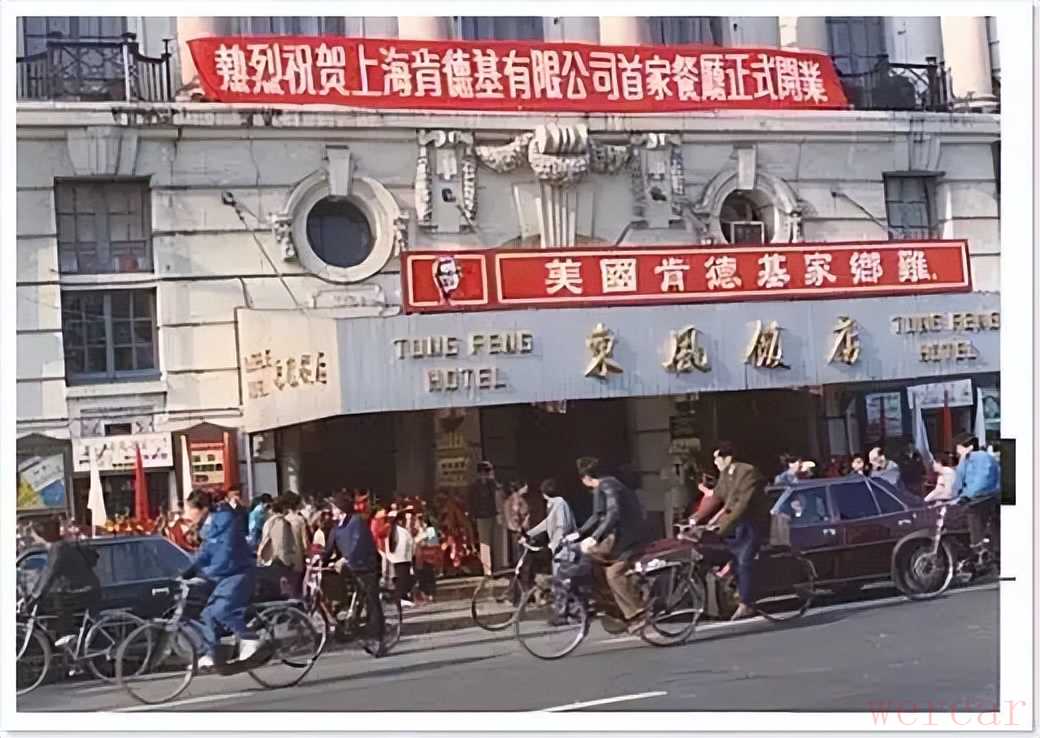 熱烈祝贺上海肯德基有限公司首家餐廳正式開業
美國肯德基家鄉雞
TUNG FENG
HOTEL
東風飯店
TUNG FENG
HOTEL
wercar